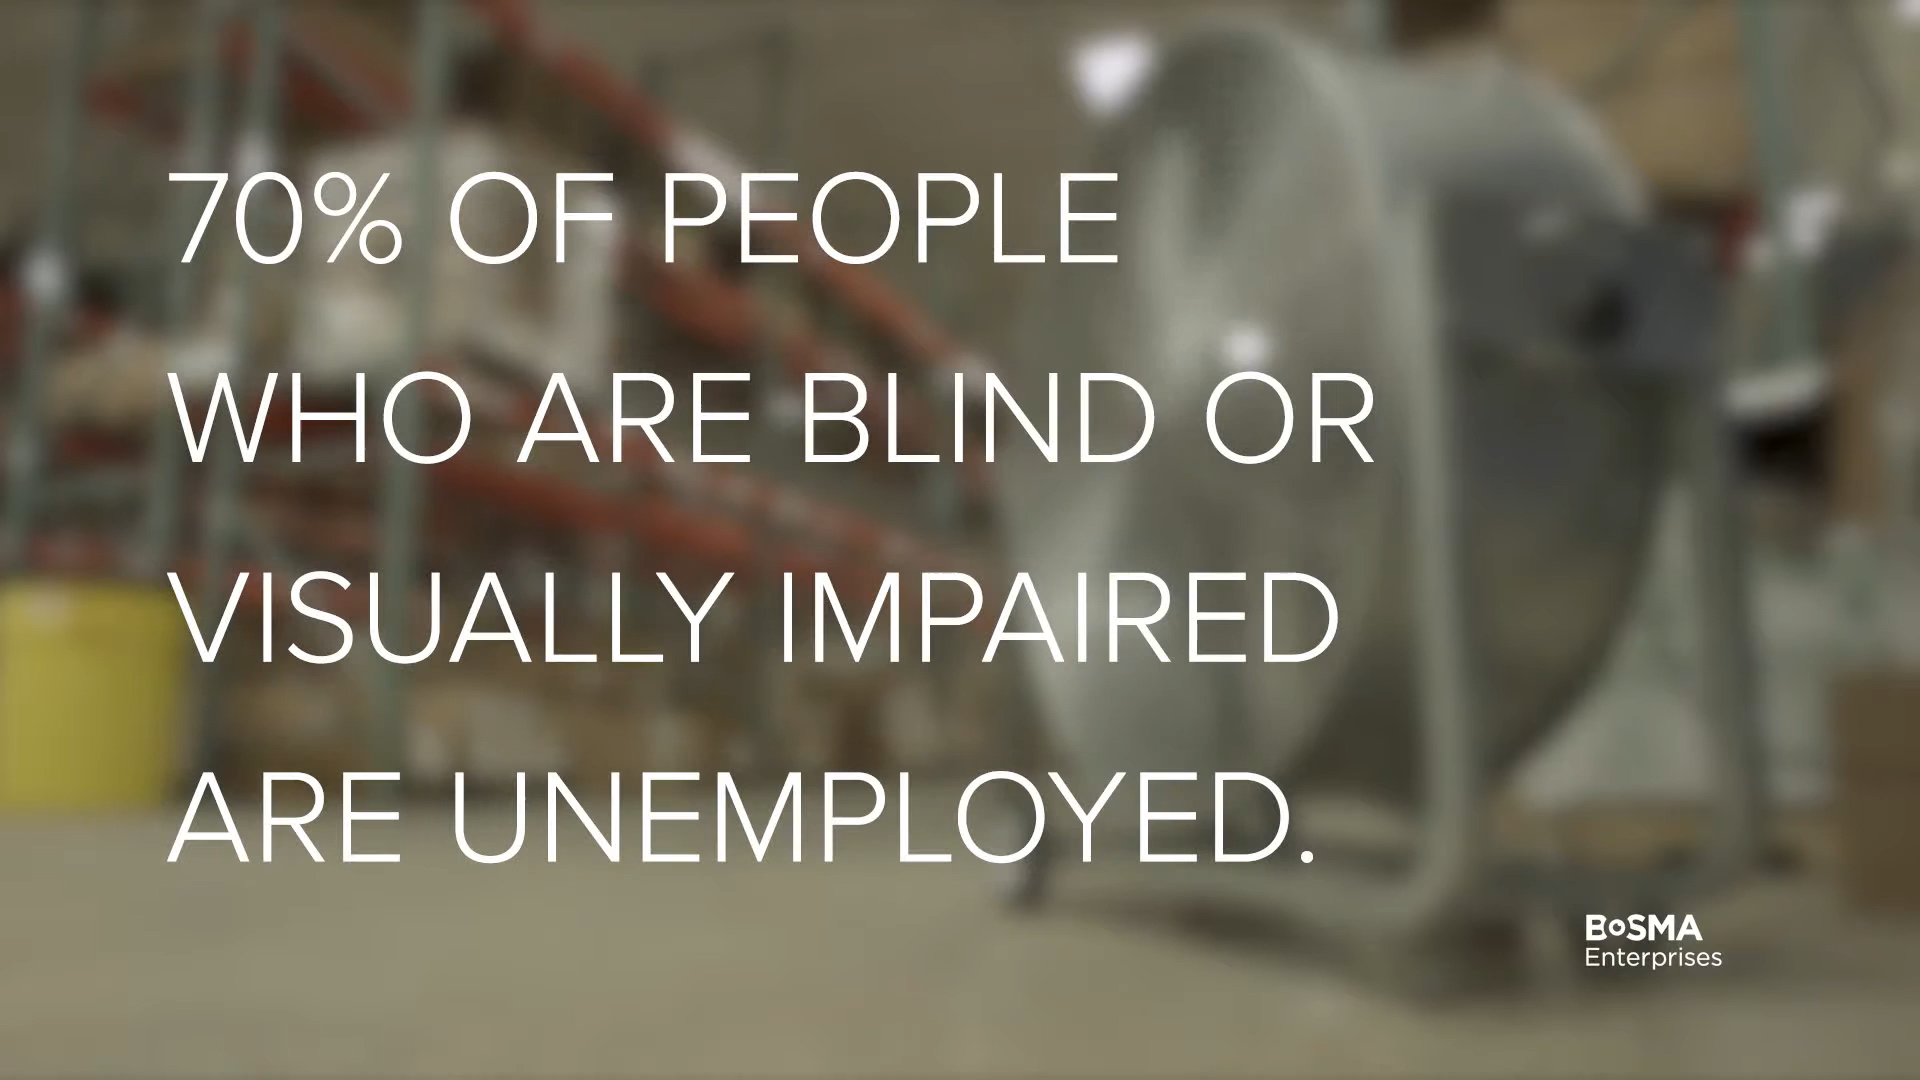 70% OF PEOPLE
WHO ARE BLIND OR
VISUALLY IMPAIRED
ARE UNEMPLOYED.
BoSMA
Enterprises